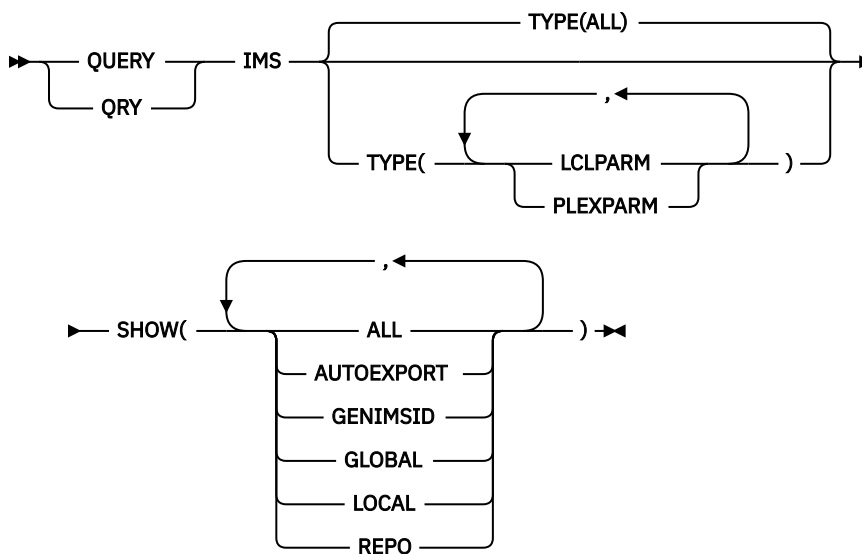 TYPE(ALL)
QUERY IMS
QRY
,
TYPE( LCLPARM )
PLEXPARM
,
SHOW( ALL )
AUTOEXPORT
GENIMSID
GLOBAL
LOCAL
REPO